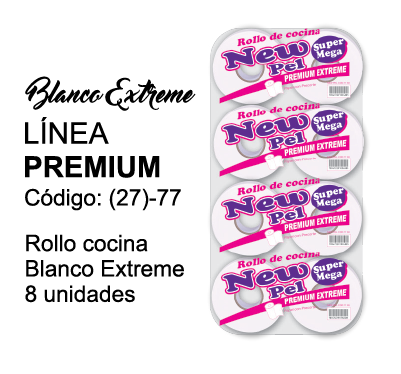 Blanco Extreme
LÍNEA
PREMIUM
Código: (27)-77
Rollo cocina
Blanco Extreme
8 unidades
Rollo de cocina
New
Pel
Super
Mega
PREMIUM EXTREME
Rollo de cocina
New
Pel
Super
Mega
PREMIUM EXTREME
Rollo de cocina
New
Pel
Super
Mega
PREMIUM EXTREME
Rollo de cocina
New
Pel
Super
Mega
PREMIUM EXTREME